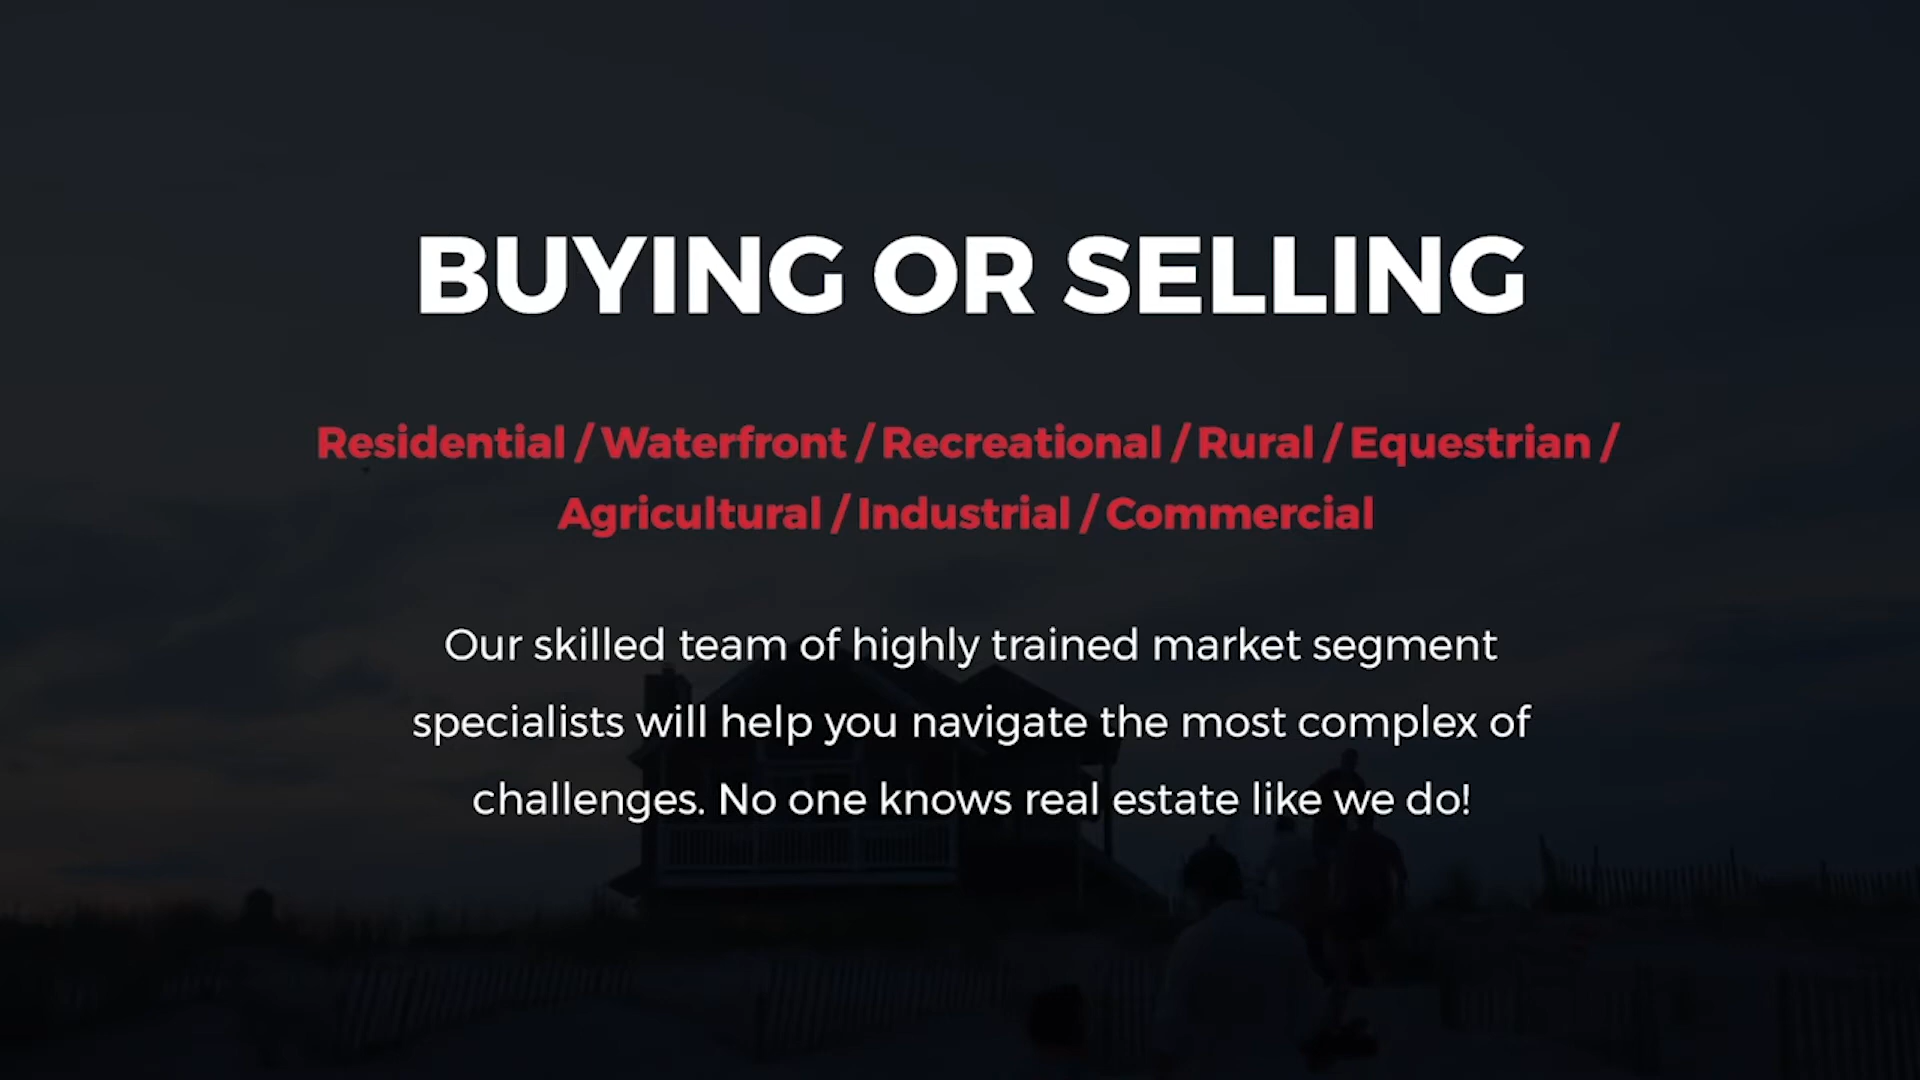 BUYING OR SELLING
Residential / Waterfront / Recreational / Rural / Equestrian /
Agricultural / Industrial / Commercial
Our skilled team of highly trained market segment
specialists will help you navigate the most complex of
challenges. No one knows real estate like we do!